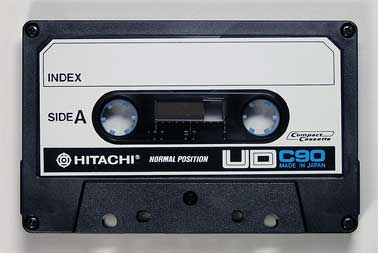 INDEX
SIDE A
Compact
Cassette
HITACHI® NORMAL POSITION UD C90
MADE IN JAPAN